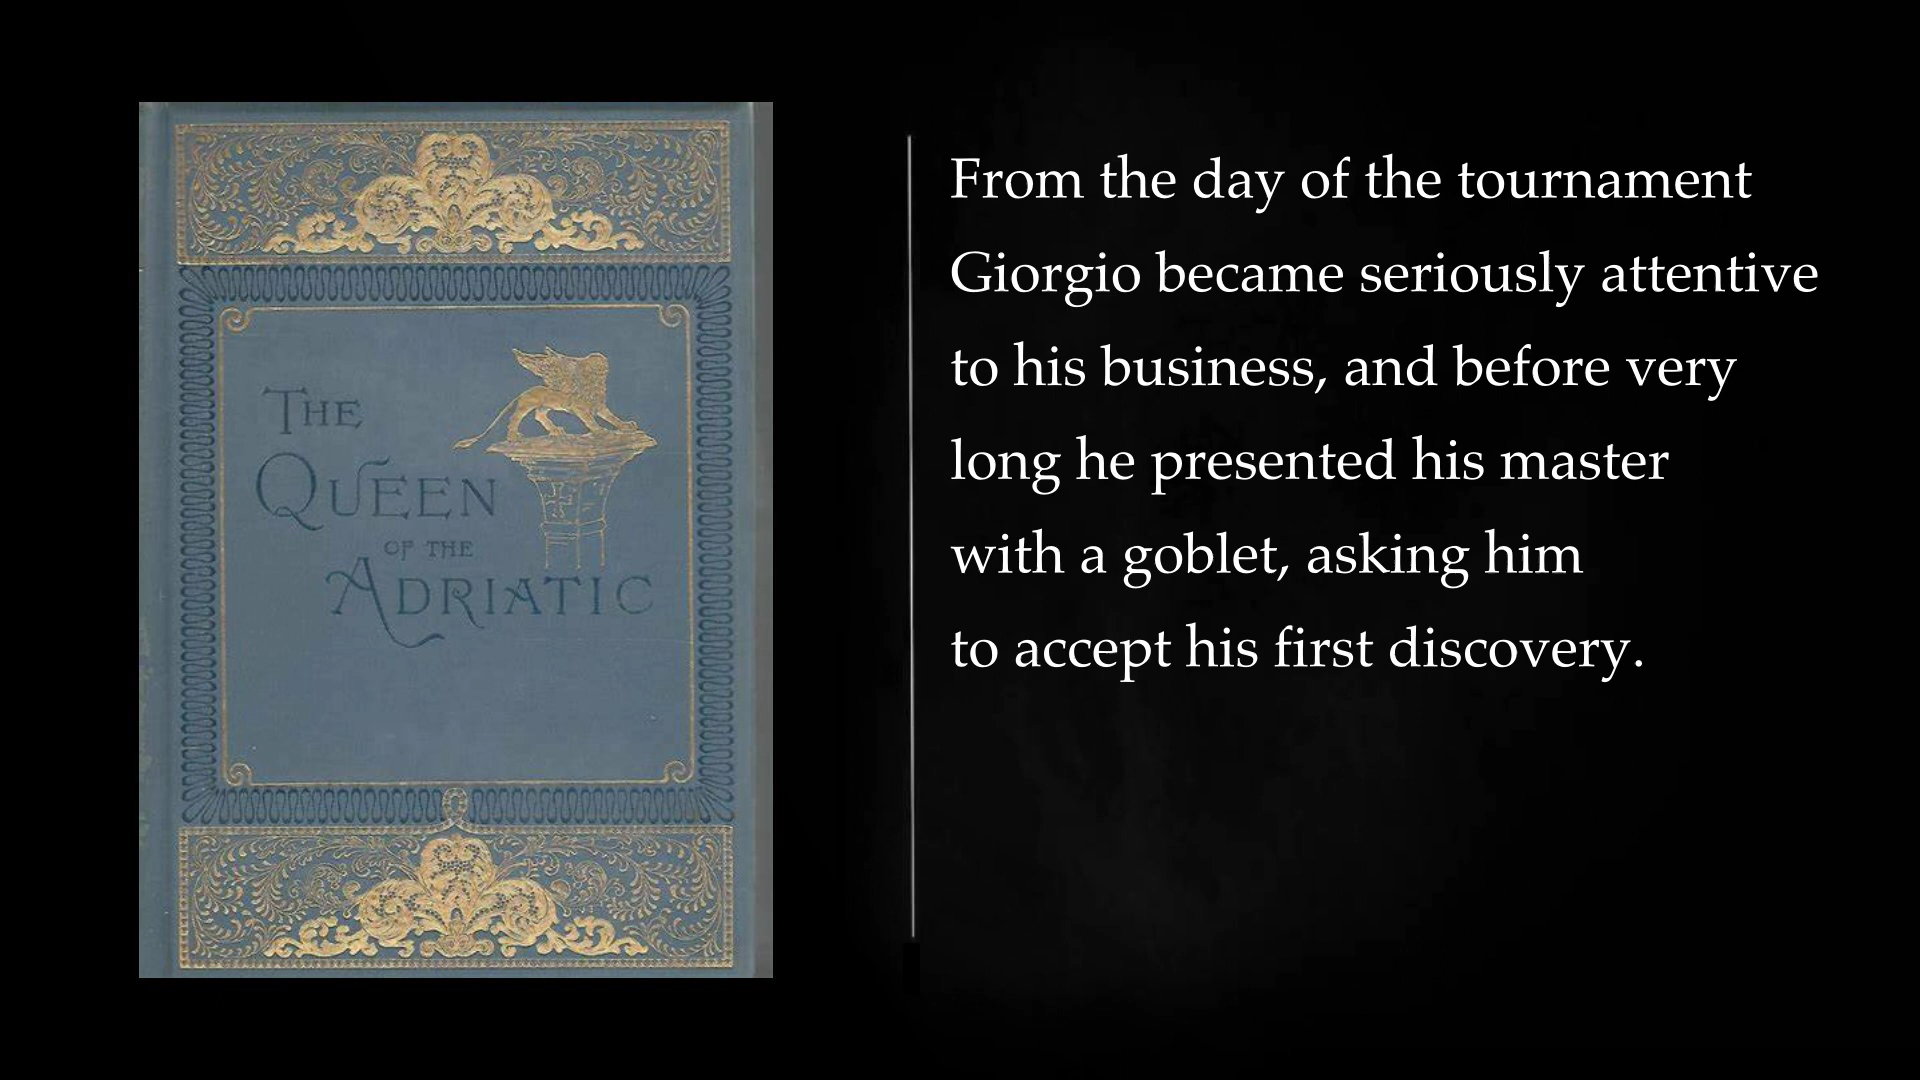 THE
QUEEN
OF THE
ADRIATIC
From the day of the tournament
Giorgio became seriously attentive
to his business, and before very
long he presented his master
with a goblet, asking him
to accept his first discovery.